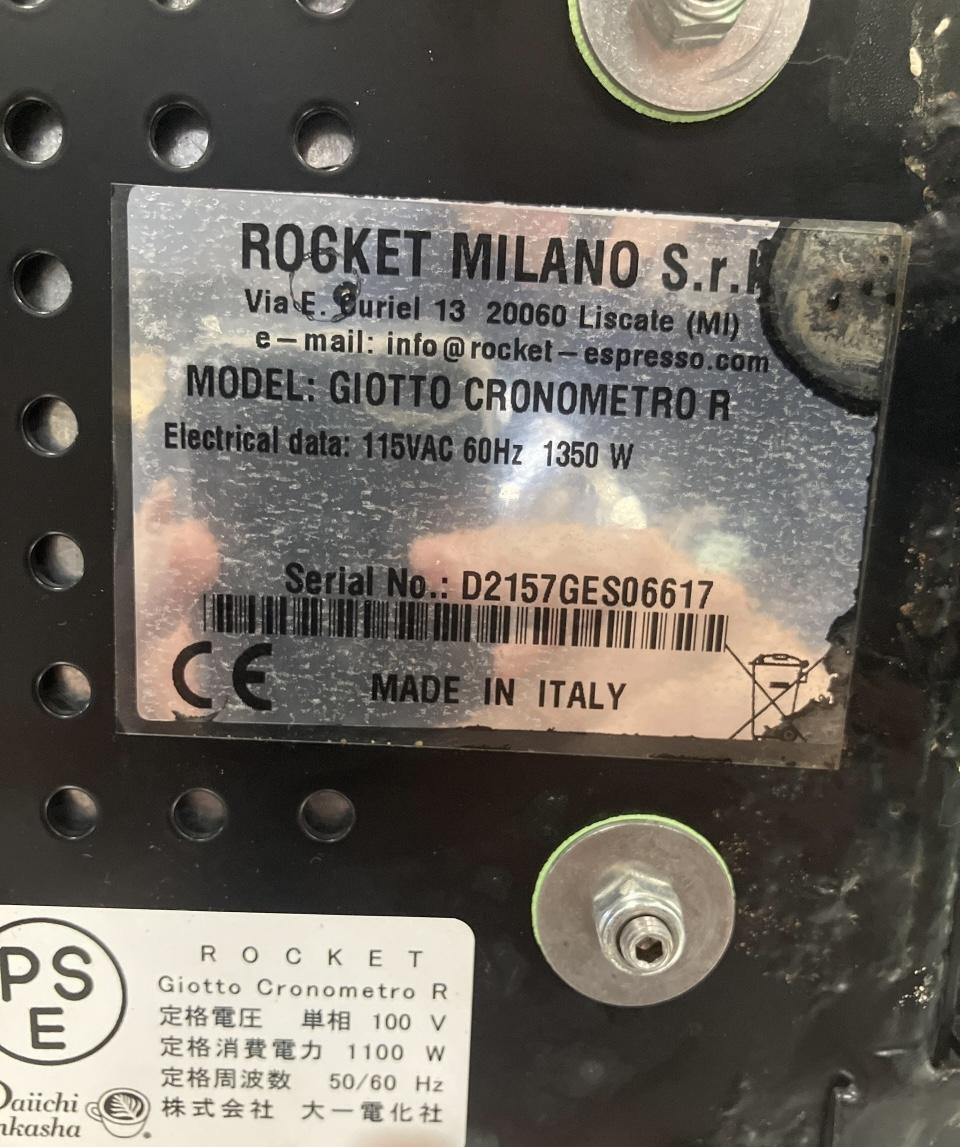 ROCKET MILANO S.r.l
Via E. Curiel 13 20060 Liscate (MI)
e-mail: info@rocket-espresso.com
MODEL: GIOTTO CRONOMETRO R
Electrical data: 115VAC 60Hz 1350 W
Serial No.: D2157GES06617
CE
MADE IN ITALY
PS
E
ROCKET
Giotto Cronometro R
定格電圧 単相 100 V
定格消費電力 1100 W
定格周波数 50/60 Hz
株式会社 大一電化社
Daiichi